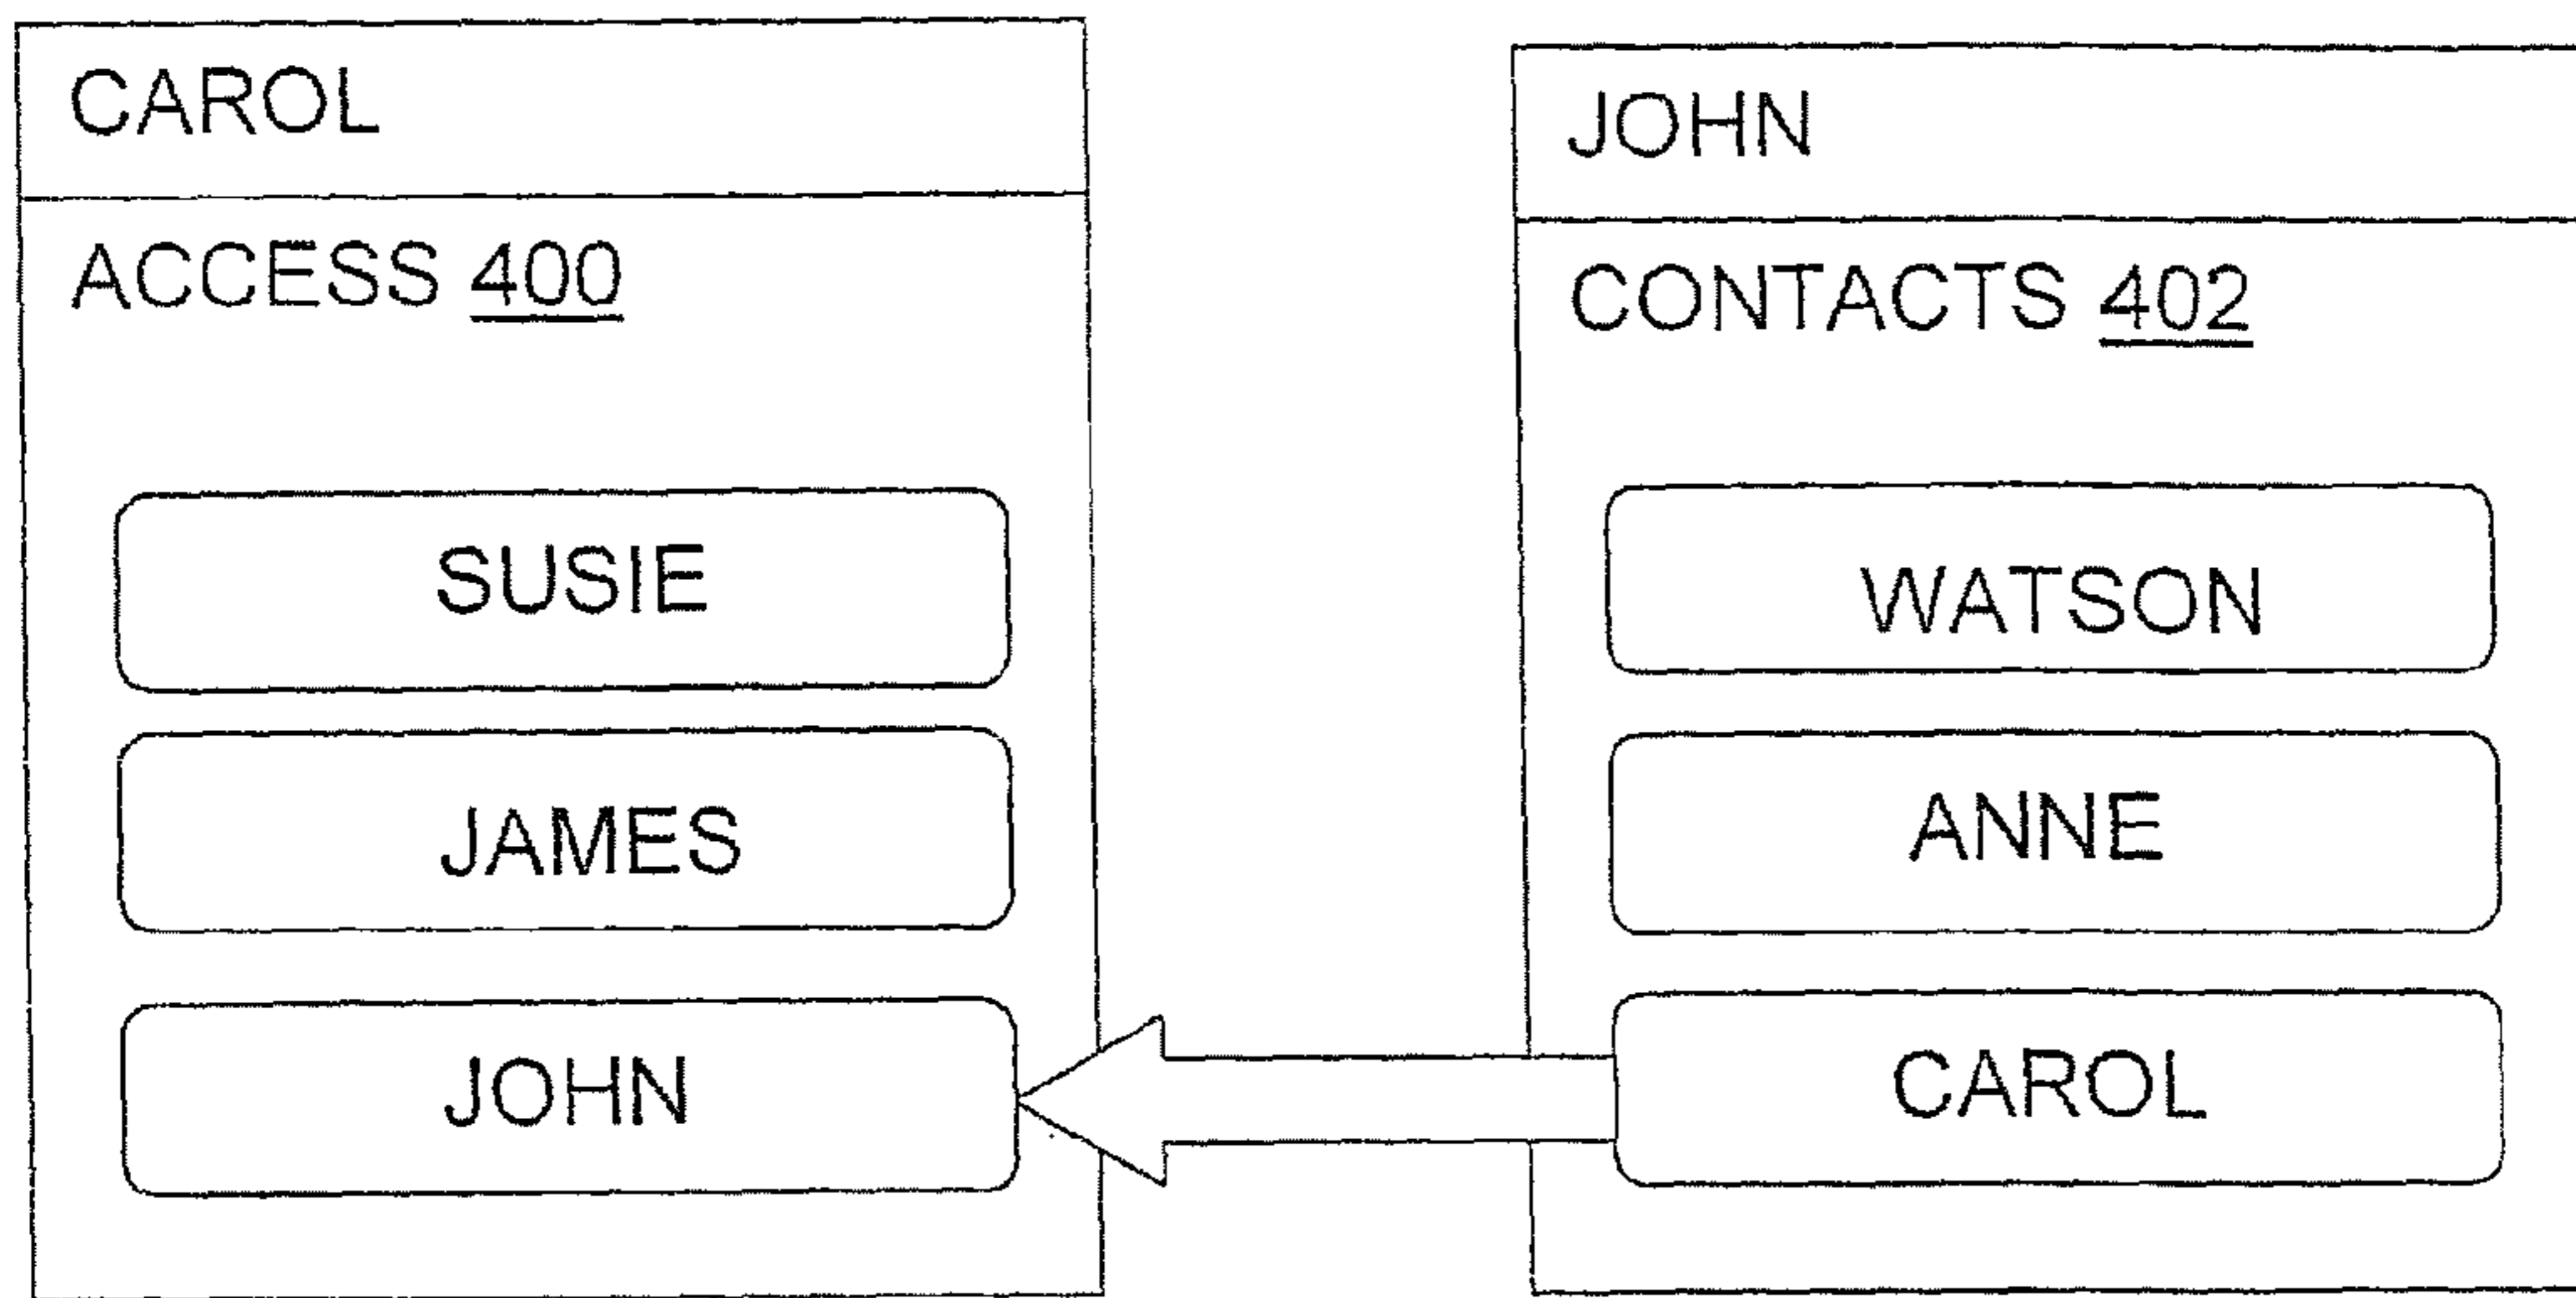 CAROL
ACCESS 400
SUSIE
JAMES
JOHN
JOHN
CONTACTS 402
WATSON
ANNE
CAROL